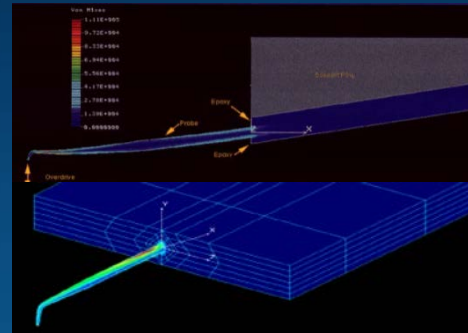 Von Mises
1.11E+005
9.72E+004
8.33E+004
6.94E+004
5.56E+004
4.17E+004
2.78E+004
1.39E+004
0.0000000
Epoxy
Probe
X
Epoxy
Overdrive
Y
X
Z